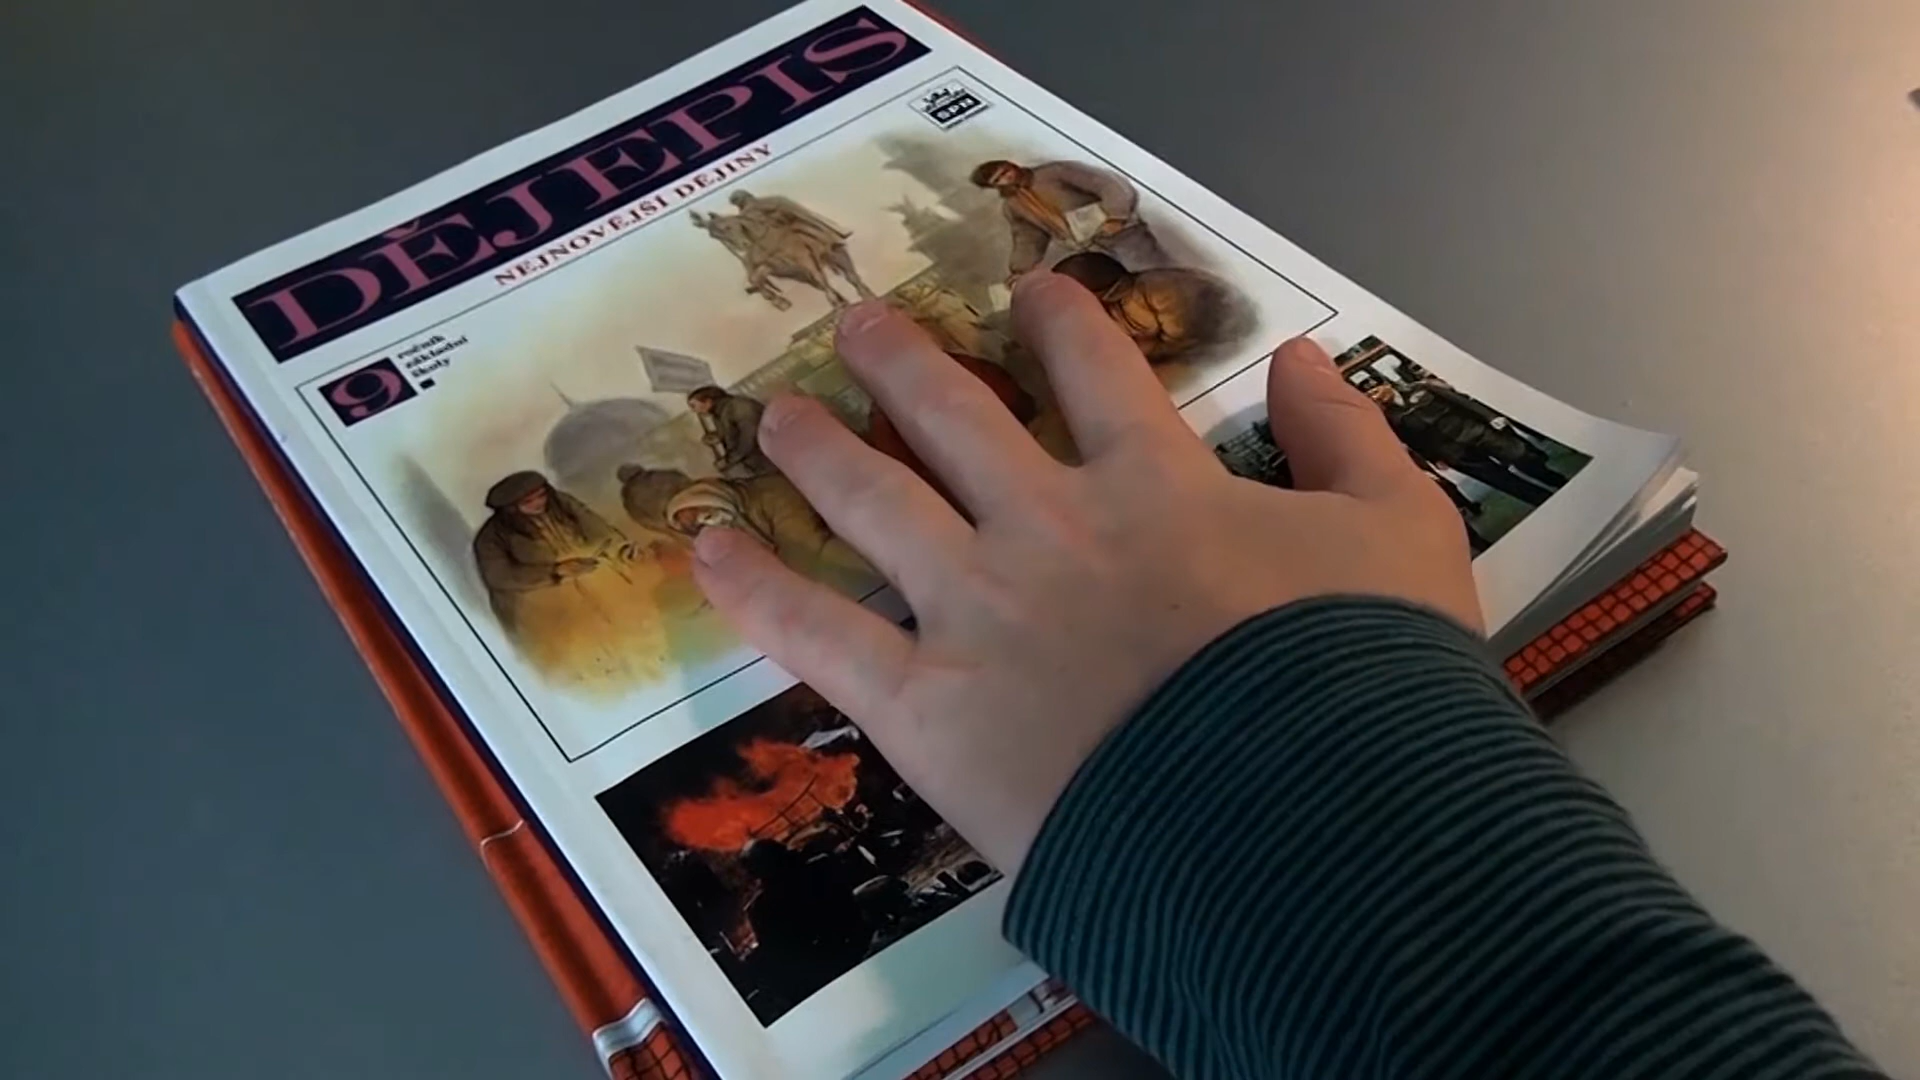 DĚJEPIS
NEJNOVĚJŠÍ DĚJINY
SPN
9
ročník
základní
školy